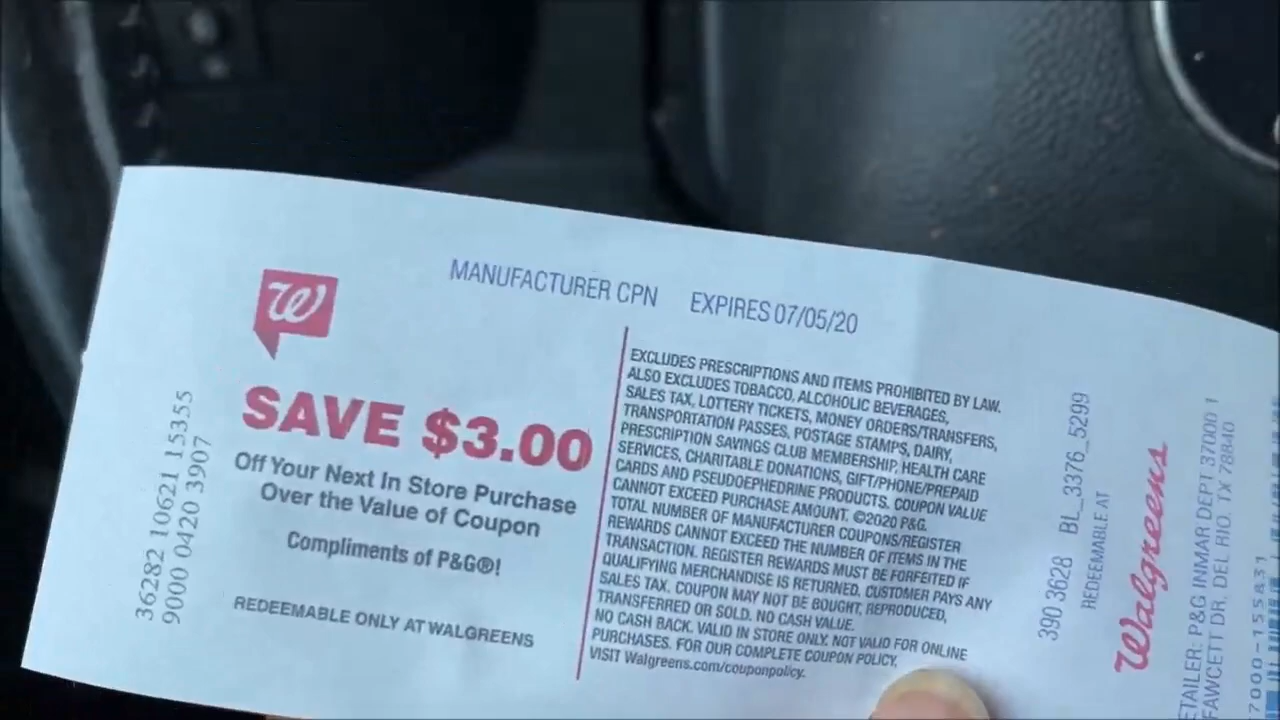 MANUFACTURER CPN EXPIRES 07/05/20
W
SAVE $3.00
Off Your Next In Store Purchase
Over the Value of Coupon
Compliments of P&G®!
REDEEMABLE ONLY AT WALGREENS
36282 10621 15355
9000 0420 3907
EXCLUDES PRESCRIPTIONS AND ITEMS PROHIBITED BY LAW.
ALSO EXCLUDES TOBACCO, ALCOHOLIC BEVERAGES,
SALES TAX, LOTTERY TICKETS, MONEY ORDERS/TRANSFERS,
TRANSPORTATION PASSES, POSTAGE STAMPS, DAIRY,
PRESCRIPTION SAVINGS CLUB MEMBERSHIP, HEALTH CARE
SERVICES, CHARITABLE DONATIONS, GIFT/PHONE/PREPAID
CARDS AND PSEUDOEPHEDRINE PRODUCTS. COUPON VALUE
CANNOT EXCEED PURCHASE AMOUNT. ©2020 P&G.
TOTAL NUMBER OF MANUFACTURER COUPONS/REGISTER
REWARDS CANNOT EXCEED THE NUMBER OF ITEMS IN THE
TRANSACTION. REGISTER REWARDS MUST BE FORFEITED IF
QUALIFYING MERCHANDISE IS RETURNED. CUSTOMER PAYS ANY
SALES TAX. COUPON MAY NOT BE BOUGHT, REPRODUCED,
TRANSFERRED OR SOLD. NO CASH VALUE.
NO CASH BACK. VALID IN STORE ONLY. NOT VALID FOR ONLINE
PURCHASES. FOR OUR COMPLETE COUPON POLICY,
VISIT Walgreens.com/couponpolicy.
390 3628 BL_3376_5299
REDEEMABLE AT
Walgreens
ETAILER: P&G INMAR DEPT 37000 1
FAWCETT DR. DEL RIO, TX 78840
7000-155831